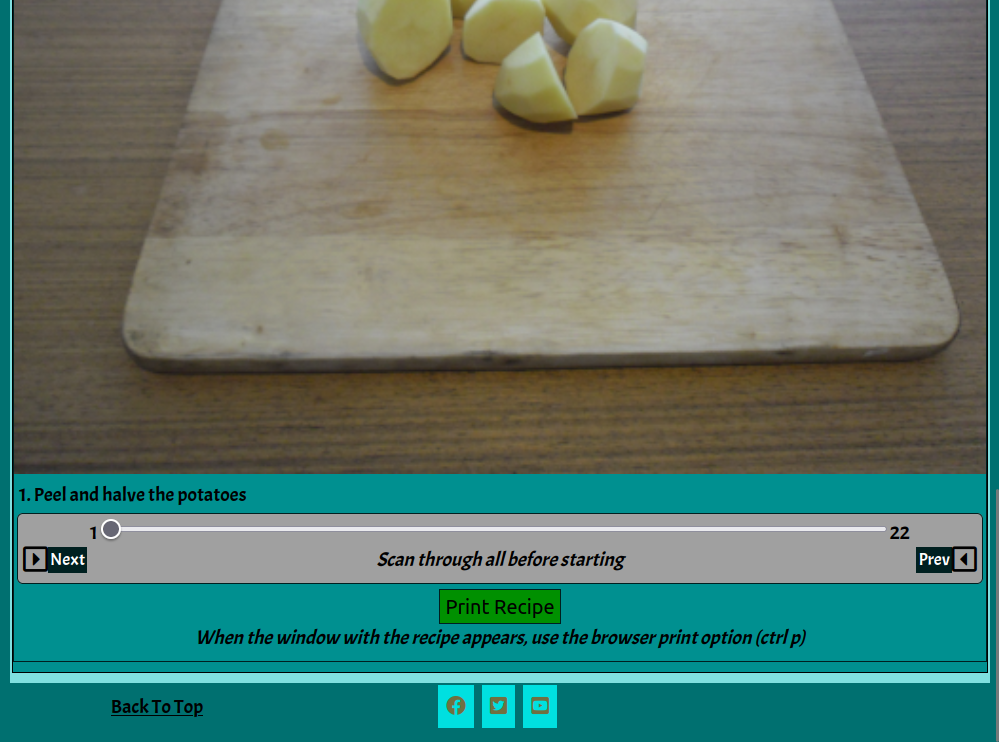 1. Peel and halve the potatoes
1 22
Next Scan through all before starting Prev
Print Recipe
When the window with the recipe appears, use the browser print option (ctrl p)
Back To Top